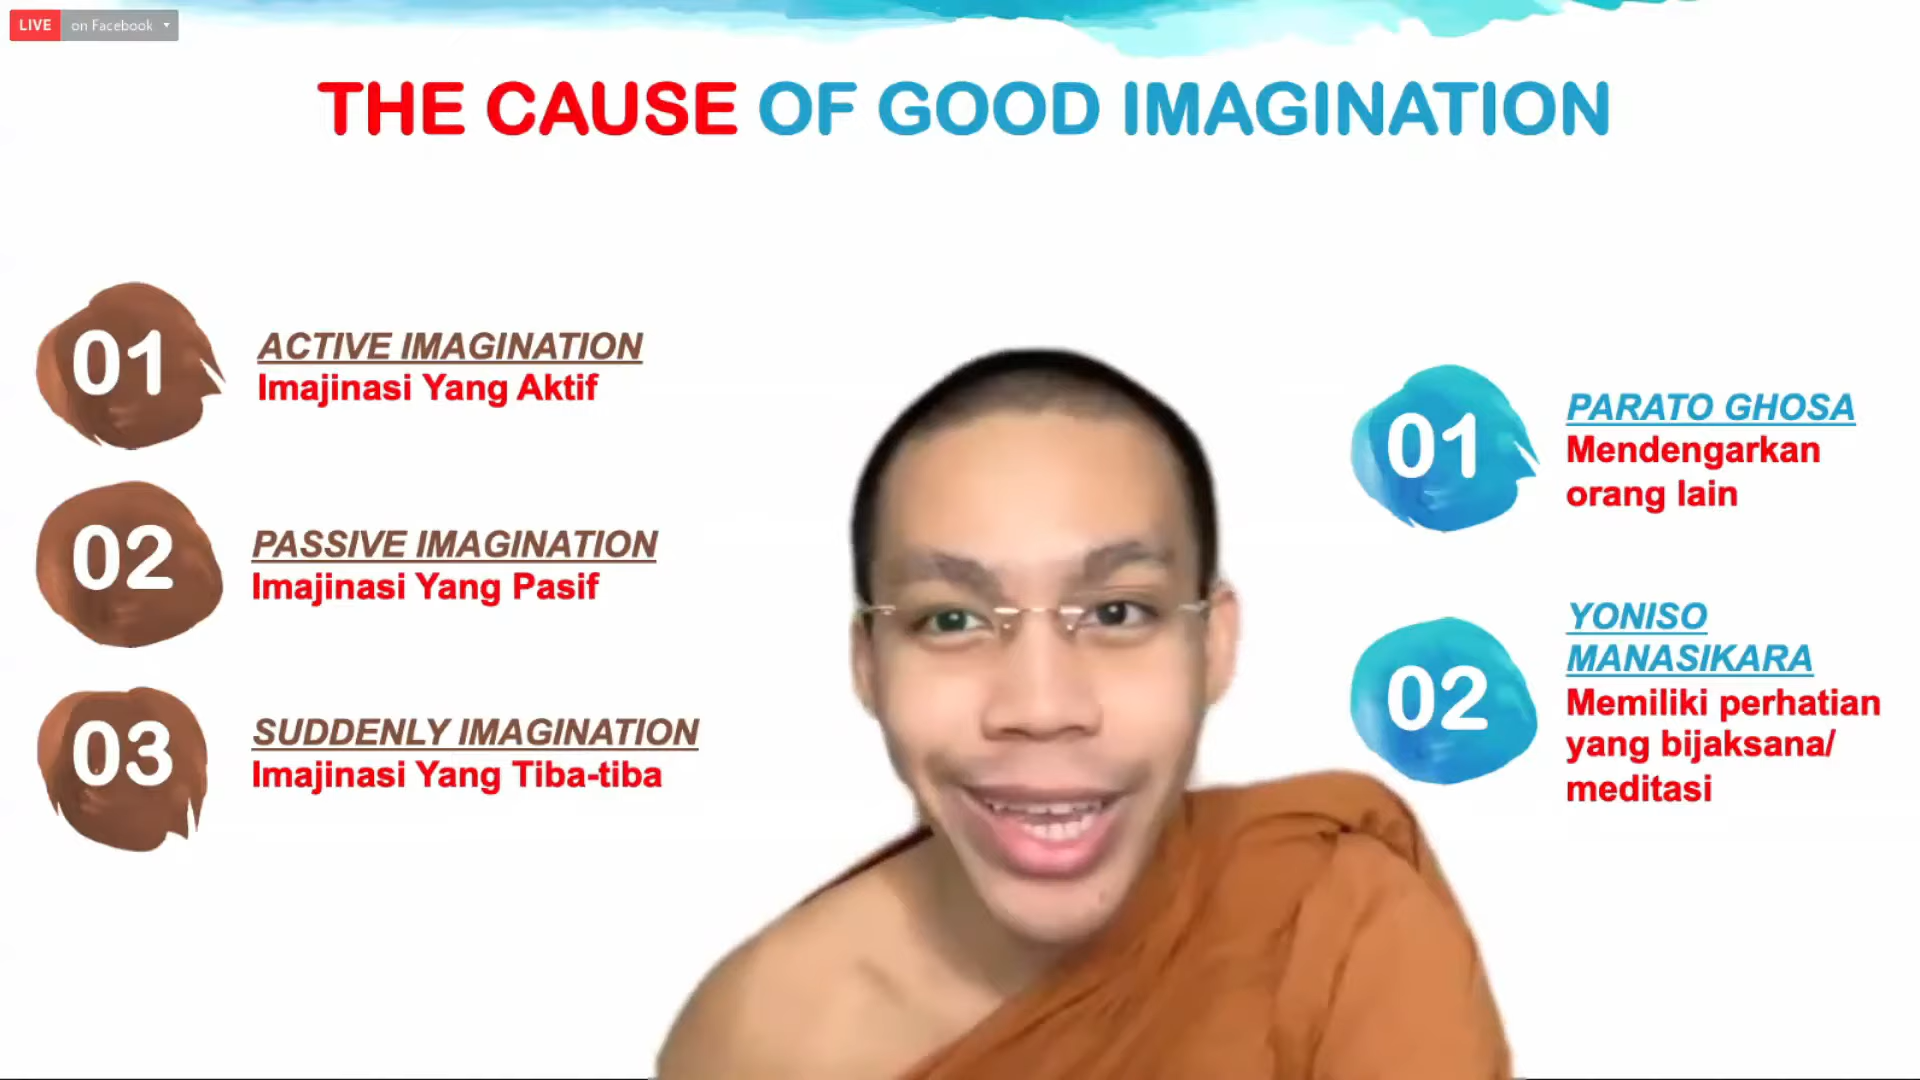 LIVE on Facebook
THE CAUSE OF GOOD IMAGINATION
01
ACTIVE IMAGINATION
Imajinasi Yang Aktif
02
PASSIVE IMAGINATION
Imajinasi Yang Pasif
03
SUDDENLY IMAGINATION
Imajinasi Yang Tiba-tiba
01
PARATO GHOSA
Mendengarkan
orang lain
02
YONISO
MANASIKARA
Memiliki perhatian
yang bijaksana/
meditasi